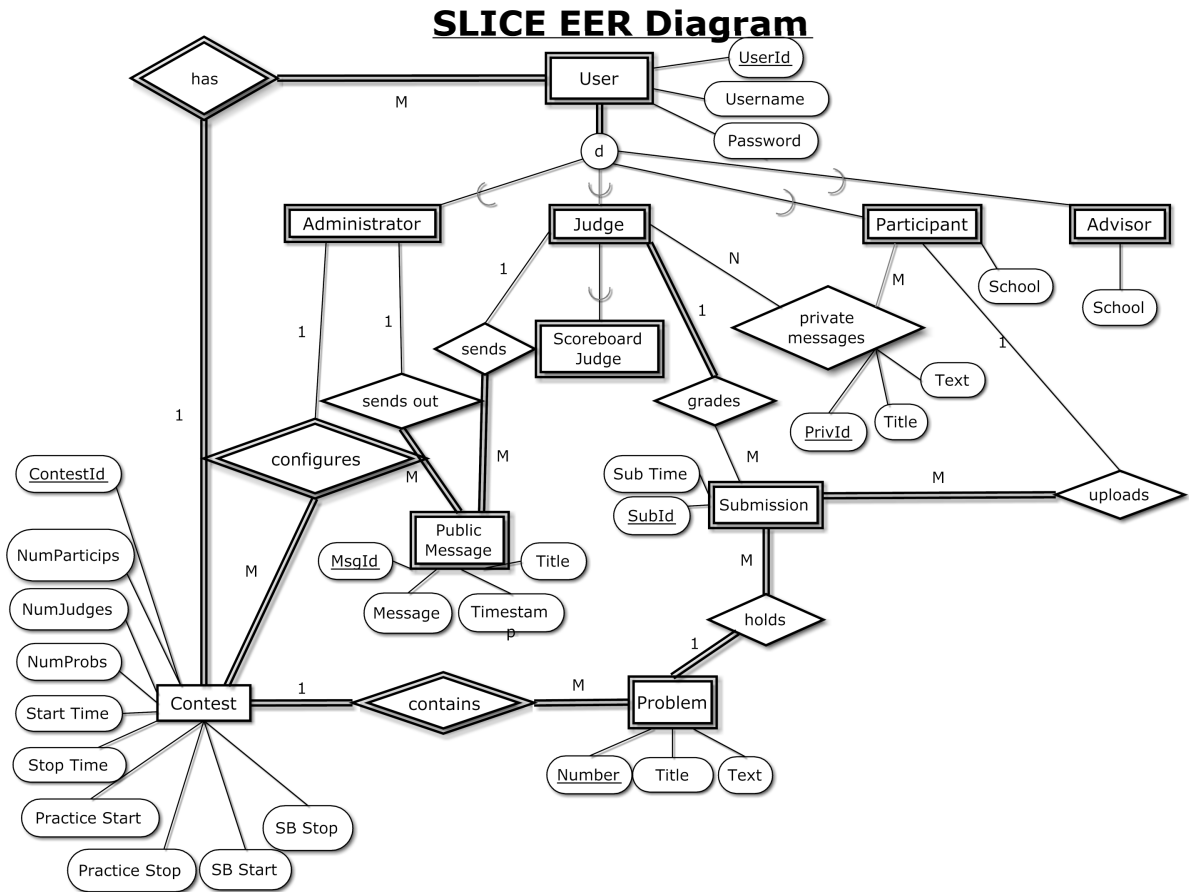 SLICE EER Diagram
has
User
UserId
Username
Password
M
d
Administrator
Judge
Participant
Advisor
School
School
1
1
1
sends
Scoreboard
Judge
N
M
private
messages
1
1
Text
Title
PrivId
sends out
grades
1
configures
M
M
M
M
ContestId
Sub Time
SubId
Submission
M
uploads
NumParticips
Public
Message
MsgId
Title
Message
Timestam
p
M
M
NumJudges
holds
NumProbs
1
Start Time
Contest
1
contains
M
Problem
Stop Time
Number
Title
Text
Practice Start
SB Stop
Practice Stop
SB Start